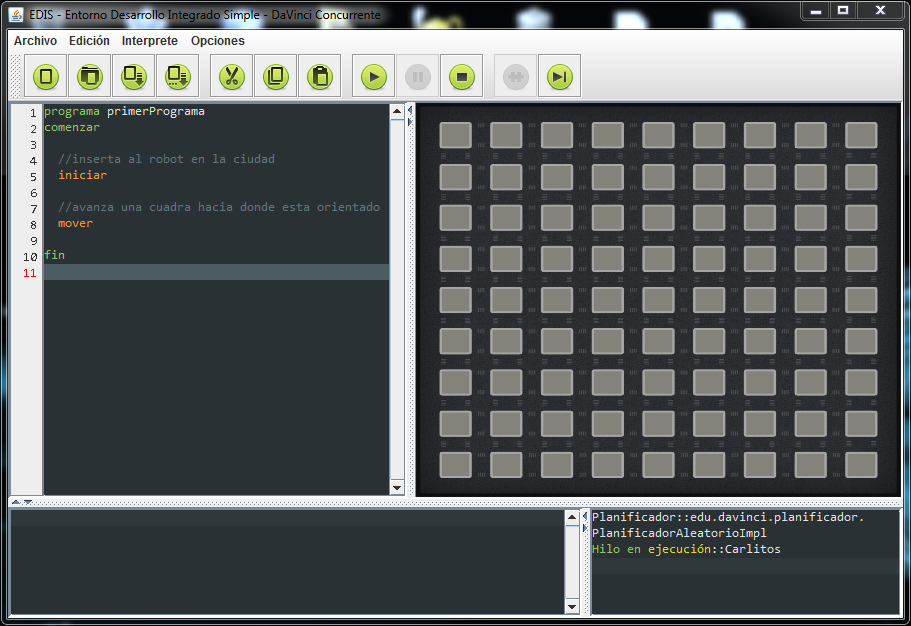 EDIS - Entorno Desarrollo Integrado Simple - DaVinci Concurrente
Archivo Edición Interprete Opciones
1 programa primerPrograma
2 comenzar
3
4 //inserta al robot en la ciudad
5 iniciar
6
7 //avanza una cuadra hacia donde esta orientado
8 mover
9
10 fin
11
Planificador::edu.davinci.planificador.
PlanificadorAleatorioImpl
Hilo en ejecución::Carlitos